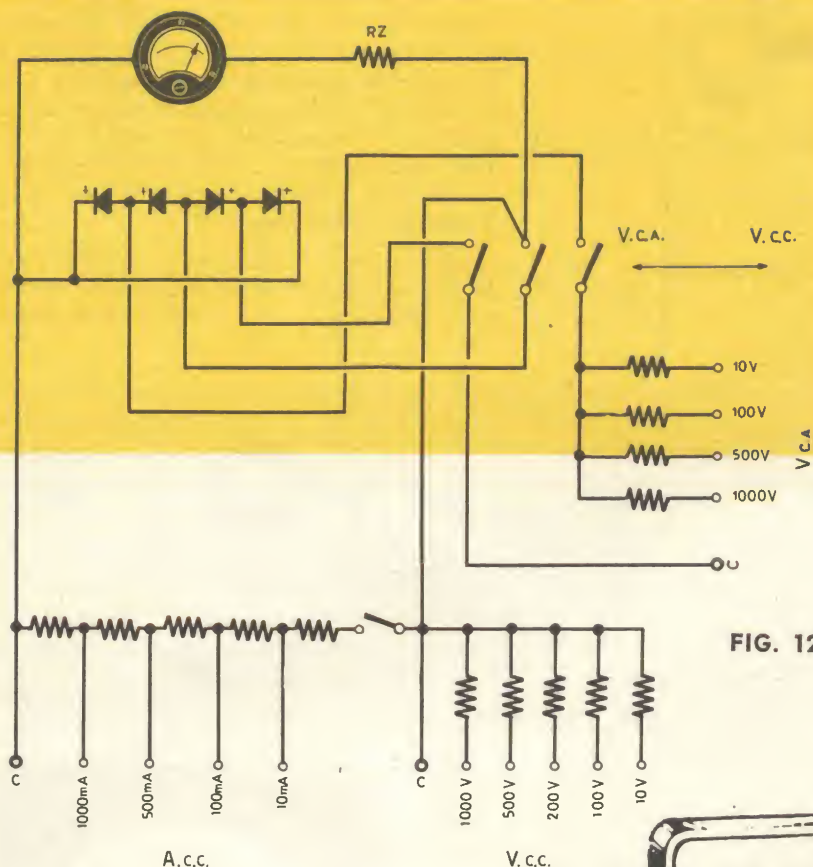 RZ
+ + + +
V.C.A. V.C.C.
10V
100V
500V
1000V
V.C.A
C
FIG. 12
C
1000mA
500mA
100mA
10mA
C
1000 V
500 V
200 V
100 V
10 V
A.C.C. V.C.C.